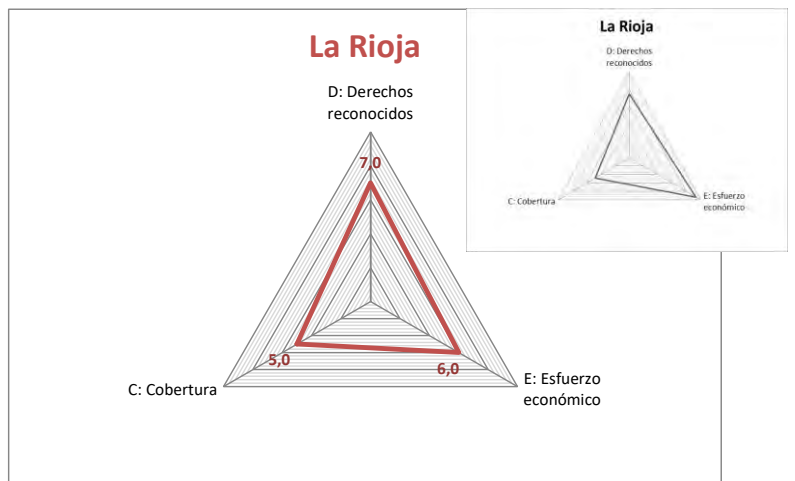 La Rioja
D: Derechos
reconocidos
7,0
5,0
6,0
C: Cobertura
E: Esfuerzo
económico
La Rioja
D: Derechos
reconocidos
C: Cobertura
E: Esfuerzo
económico